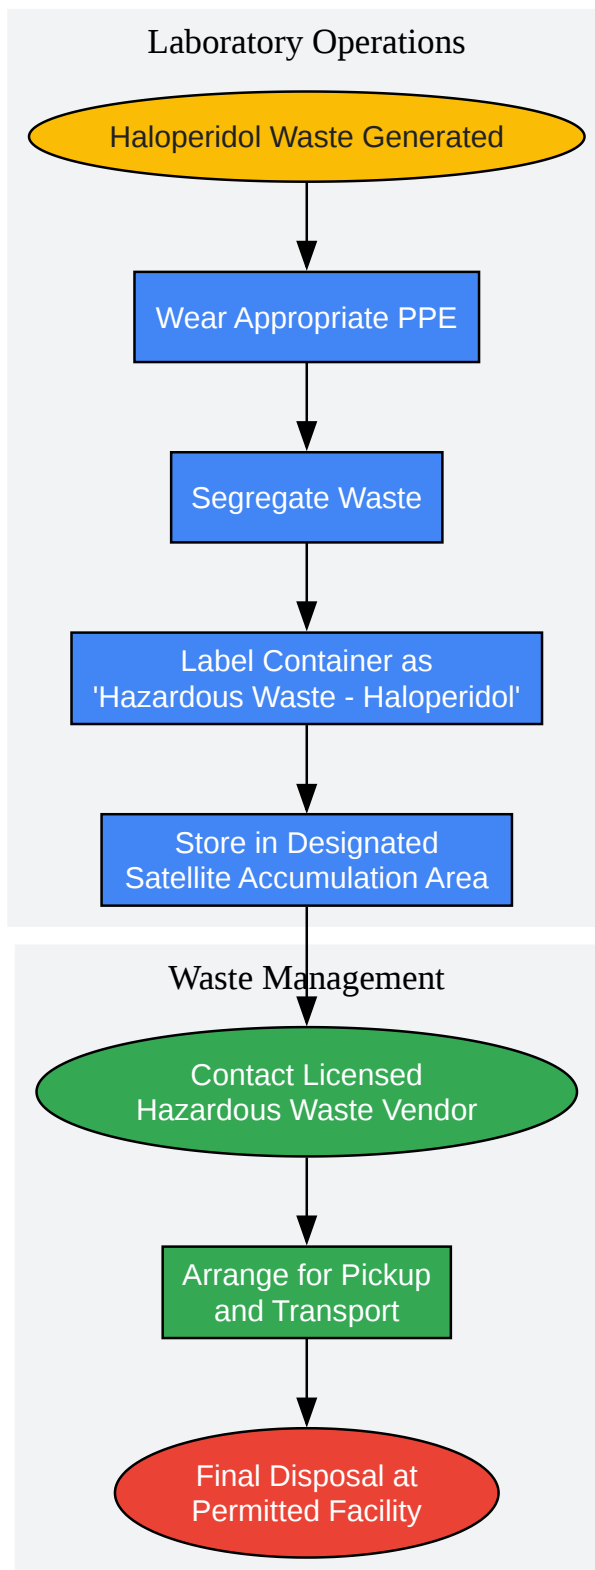 Laboratory Operations
Haloperidol Waste Generated
Wear Appropriate PPE
Segregate Waste
Label Container as
'Hazardous Waste - Haloperidol'
Store in Designated
Satellite Accumulation Area
Waste Management
Contact Licensed
Hazardous Waste Vendor
Arrange for Pickup
and Transport
Final Disposal at
Permitted Facility